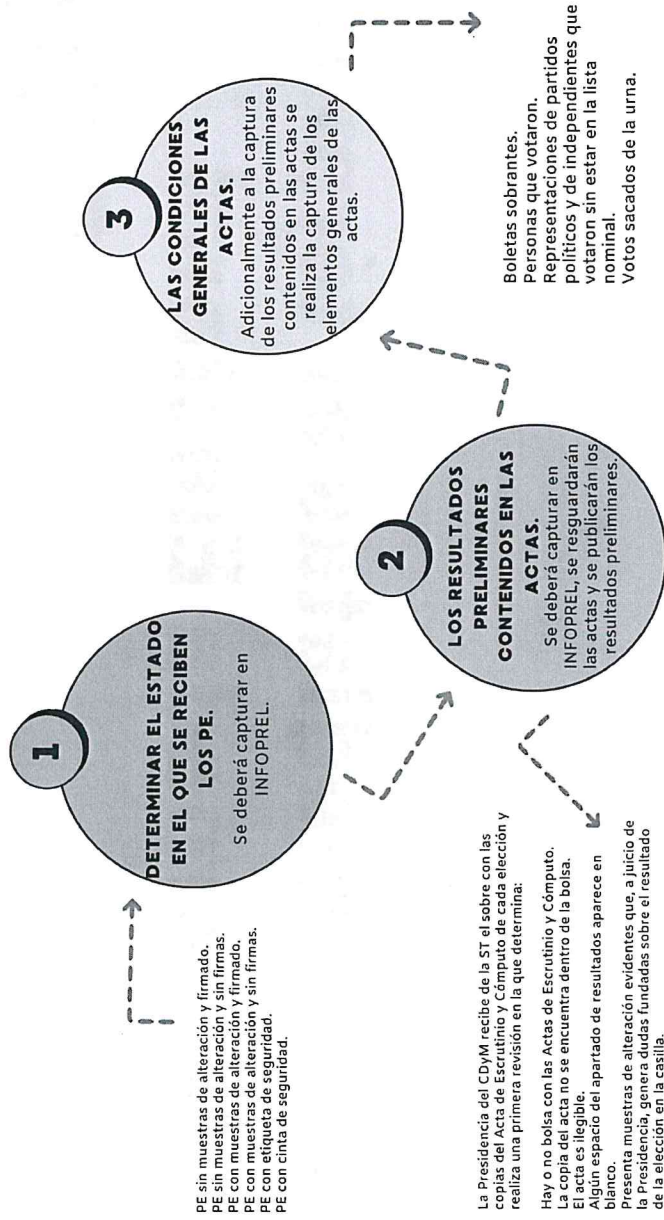 1
DETERMINAR EL ESTADO
EN EL QUE SE RECIBEN
LOS PE.
Se deberá capturar en
INFOPREL.
PE sin muestras de alteración y firmado.
PE sin muestras de alteración y sin firmas.
PE con muestras de alteración y firmado.
PE con muestras de alteración y sin firmas.
PE con etiqueta de seguridad.
PE con cinta de seguridad.
2
LOS RESULTADOS
PRELIMINARES
CONTENIDOS EN LAS
ACTAS.
Se deberá capturar en
INFOPREL, se resguardarán
las actas y se publicarán los
resultados preliminares.
La Presidencia del CDyM recibe de la ST el sobre con las
copias del Acta de Escrutinio y Cómputo de cada elección y
realiza una primera revisión en la que determina:
Hay o no bolsa con las Actas de Escrutinio y Cómputo.
La copia del acta no se encuentra dentro de la bolsa.
El acta es ilegible.
Algún espacio del apartado de resultados aparece en
blanco.
Presenta muestras de alteración evidentes que, a juicio de
la Presidencia, genera dudas fundadas sobre el resultado
de la elección en la casilla.
3
LAS CONDICIONES
GENERALES DE LAS
ACTAS.
Adicionalmente a la captura
de los resultados preliminares
contenidos en las actas se
realiza la captura de los
elementos generales de las
actas.
Boletas sobrantes.
Personas que votaron.
Representaciones de partidos
políticos y de independientes que
votaron sin estar en la lista
nominal.
Votos sacados de la urna.